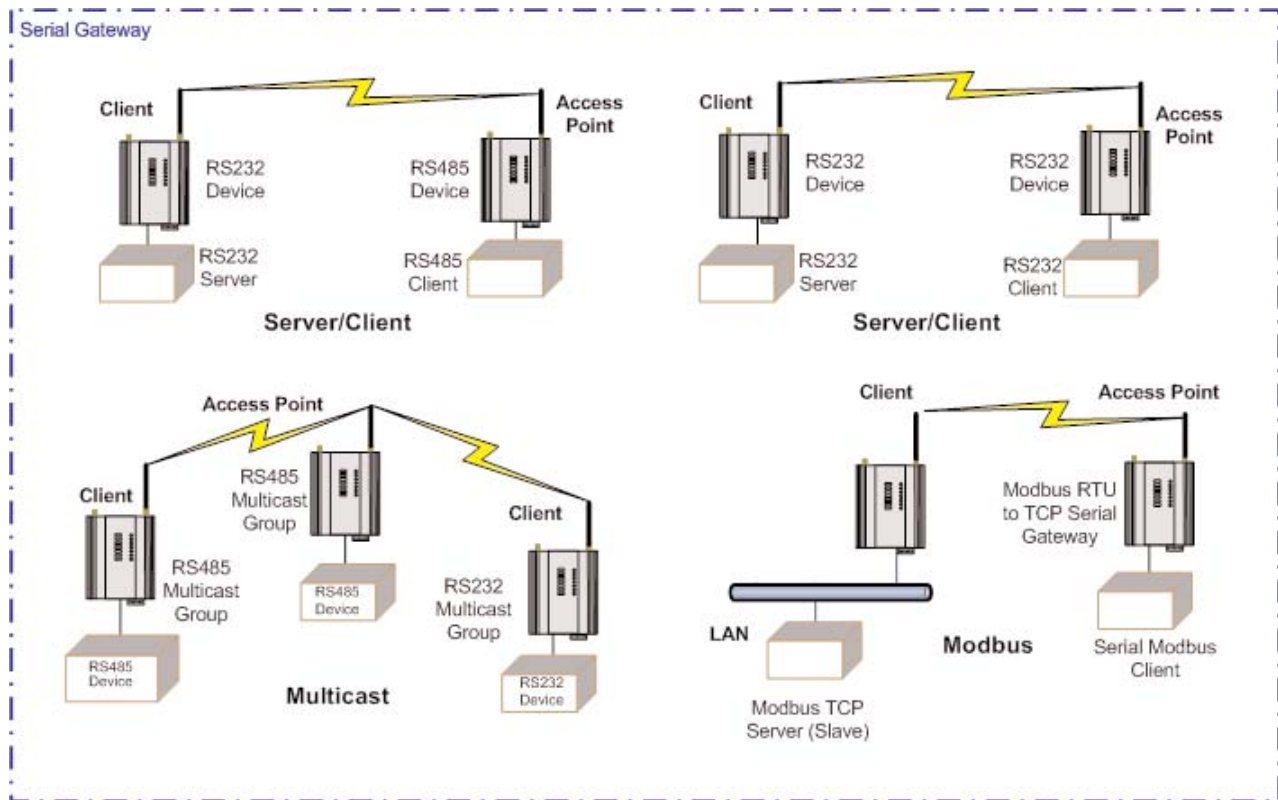 Serial Gateway
Client
Access
Point
RS232
Device
RS485
Device
RS232
Server
RS485
Client
Server/Client
Client
Access
Point
RS232
Device
RS232
Device
RS232
Server
RS232
Client
Server/Client
Access Point
Client
RS485
Multicast
Group
RS485
Multicast
Group
Client
RS232
Multicast
Group
RS485
Device
RS485
Device
RS232
Device
Multicast
Client
Access Point
Modbus RTU
to TCP Serial
Gateway
LAN
Modbus
Serial Modbus
Client
Modbus TCP
Server (Slave)